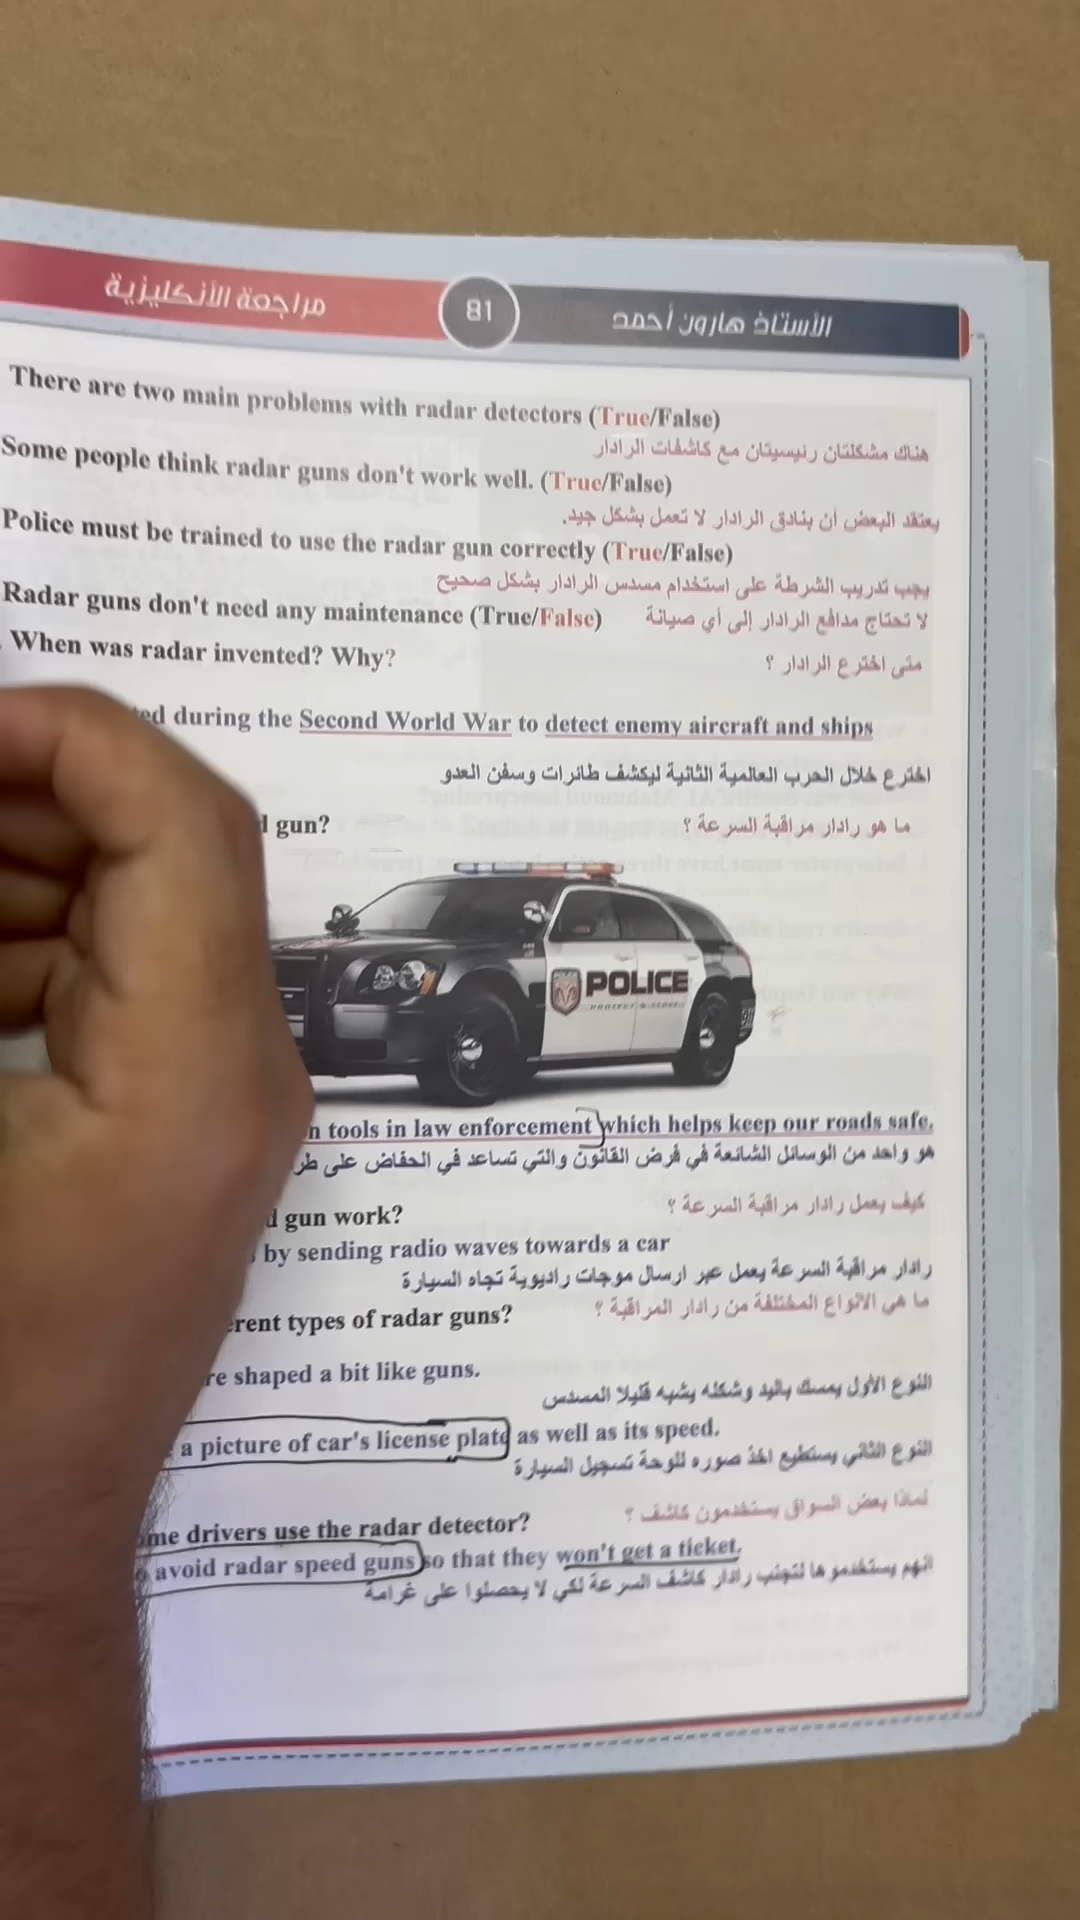 مراجعة الأنكليزية
81
الأستاذ هارون أحمد
There are two main problems with radar detectors (True/False)
هناك مشكلتان رئيسيتان مع كاشفات الرادار
Some people think radar guns don't work well. (True/False)
يعتقد البعض أن بنادق الرادار لا تعمل بشكل جيد.
Police must be trained to use the radar gun correctly (True/False)
يجب تدريب الشرطة على استخدام مسدس الرادار بشكل صحيح
Radar guns don't need any maintenance (True/False) لا تحتاج مدافع الرادار إلى أي صيانة
When was radar invented? Why? متى اخترع الرادار ؟
ed during the Second World War to detect enemy aircraft and ships
اخترع خلال الحرب العالمية الثانية ليكشف طائرات وسفن العدو
gun? ما هو رادار مراقبة السرعة ؟
POLICE
n tools in law enforcement which helps keep our roads safe.
هو واحد من الوسائل الشائعة في فرض القانون والتي تساعد في الحفاض على طر
d gun work? كيف يعمل رادار مراقبة السرعة ؟
by sending radio waves towards a car
رادار مراقبة السرعة يعمل عبر ارسال موجات راديوية تجاه السيارة
erent types of radar guns? ما هي الانواع المختلفة من رادار المراقبة ؟
re shaped a bit like guns.
النوع الأول يمسك باليد وشكله يشبه قليلا المسدس
a picture of car's license plate as well as its speed.
النوع الثاني يستطيع اخذ صوره للوحة تسجيل السيارة
لماذا بعض السواق يستخدمون كاشف ؟
me drivers use the radar detector?
avoid radar speed guns so that they won't get a ticket.
انهم يستخدمو ها لتجنب رادار كاشف السرعة لكي لا يحصلوا على غرامة